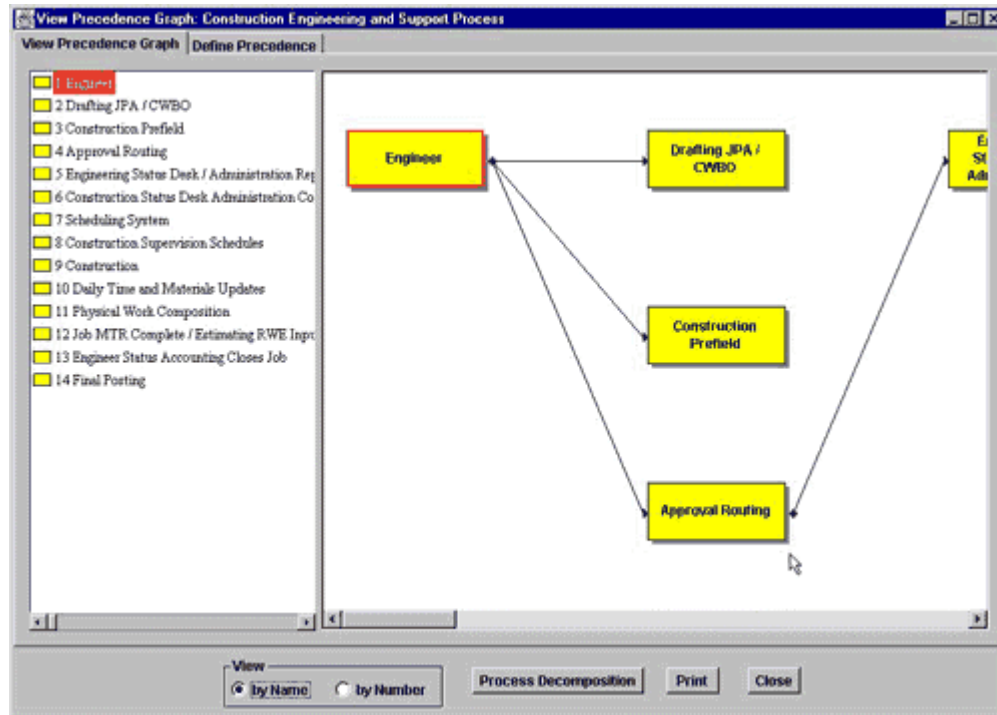 View Precedence Graph: Construction Engineering and Support Process
View Precedence Graph
Define Precedence
1 Engineer
2 Drafting JPA / CWBO
3 Construction Prefield
4 Approval Routing
5 Engineering Status Desk / Administration Rep
6 Construction Status Desk Administration Co
7 Scheduling System
8 Construction Supervision Schedules
9 Construction
10 Daily Time and Materials Updates
11 Physical Work Composition
12 Job MTR Complete / Estimating RWE Inpu
13 Engineer Status Accounting Closes Job
14 Final Posting
Engineer
Drafting JPA /
CWBO
E
St
Adm
Construction
Prefield
Approval Routing
View
by Name
by Number
Process Decomposition
Print
Close